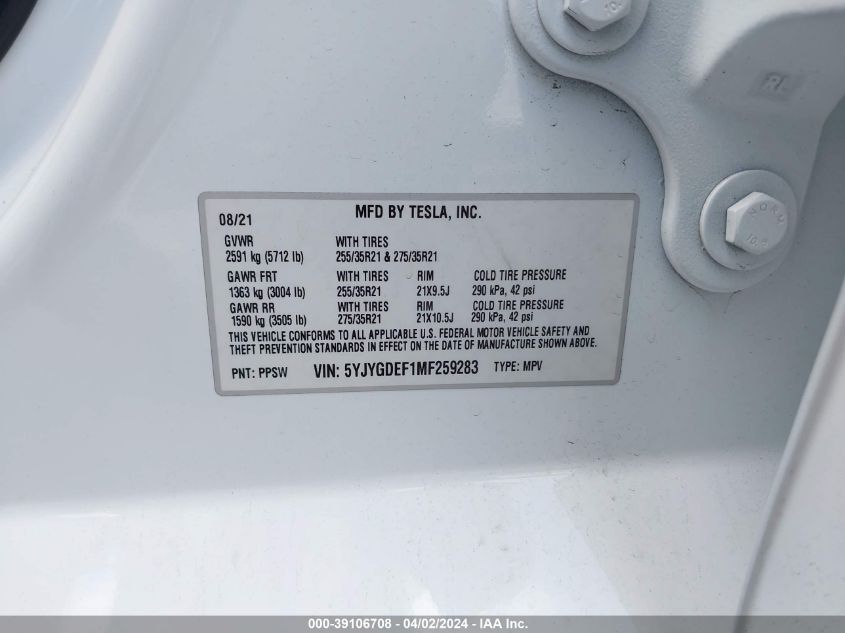 RL
NORM
10.9
08/21 MFD BY TESLA, INC.
GVWR WITH TIRES
2591 kg (5712 lb) 255/35R21 & 275/35R21
GAWR FRT WITH TIRES RIM COLD TIRE PRESSURE
1363 kg (3004 lb) 255/35R21 21X9.5J 290 kPa, 42 psi
GAWR RR WITH TIRES RIM COLD TIRE PRESSURE
1590 kg (3505 lb) 275/35R21 21X10.5J 290 kPa, 42 psi
THIS VEHICLE CONFORMS TO ALL APPLICABLE U.S. FEDERAL MOTOR VEHICLE SAFETY AND
THEFT PREVENTION STANDARDS IN EFFECT ON THE DATE OF MANUFACTURE SHOWN ABOVE.
PNT: PPSW VIN: 5YJYGDEF1MF259283 TYPE: MPV
000-39106708 - 04/02/2024 - IAA Inc.